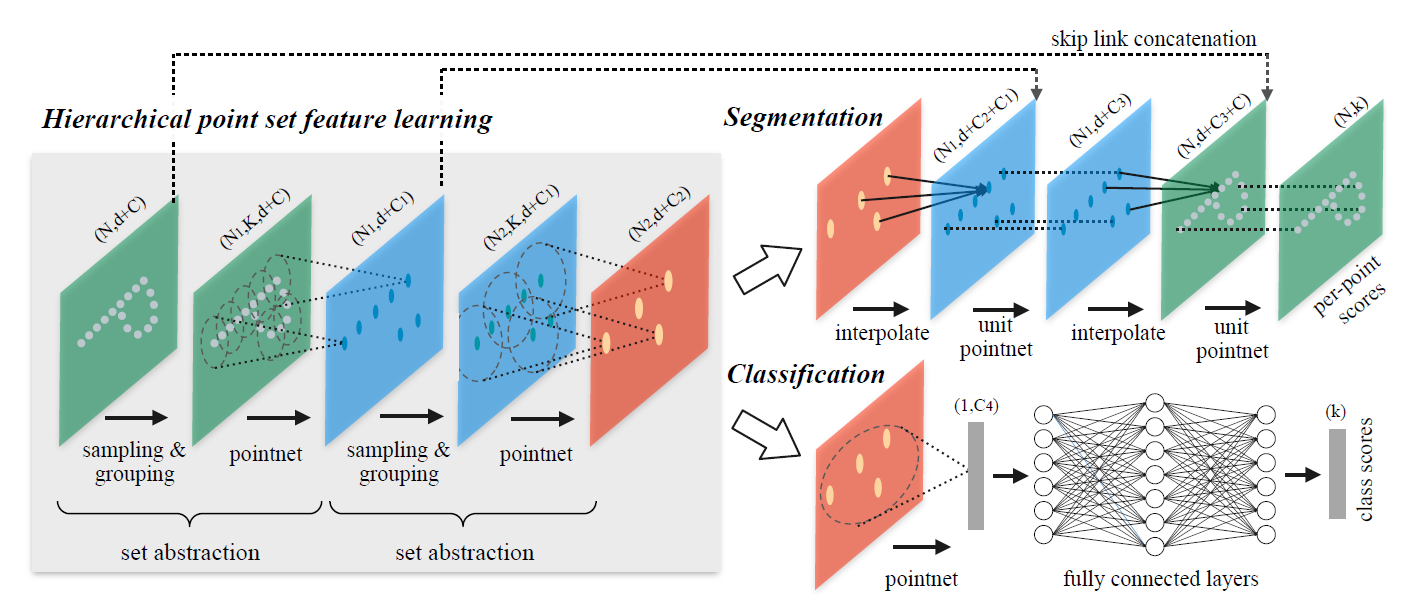 skip link concatenation
Hierarchical point set feature learning
(N,d+C)
(N1,K,d+C)
(N1,d+C1)
(N2,K,d+C1)
(N2,d+C2)
sampling &
grouping
pointnet
sampling &
grouping
pointnet
set abstraction
set abstraction
Segmentation
(N1,d+C2+C1)
(N1,d+C3)
(N,d+C3+C)
(N,k)
interpolate
unit
pointnet
interpolate
unit
pointnet
per-point
scores
Classification
(1,C4)
(k)
class scores
pointnet
fully connected layers